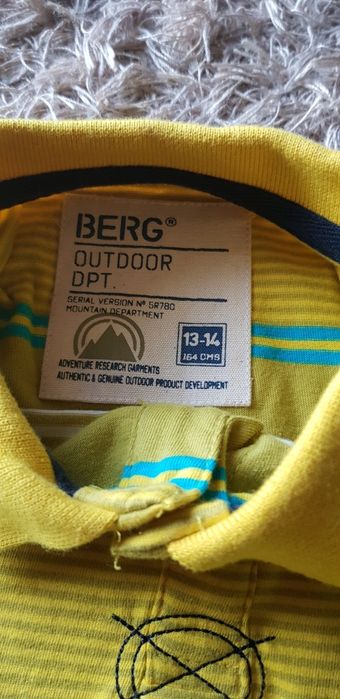 BERG®
OUTDOOR
DPT.
SERIAL VERSION Nº SR780
MOUNTAIN DEPARTMENT
13-14
164 CMS
ADVENTURE RESEARCH GARMENTS
AUTHENTIC & GENUINE OUTDOOR PRODUCT DEVELOPMENT